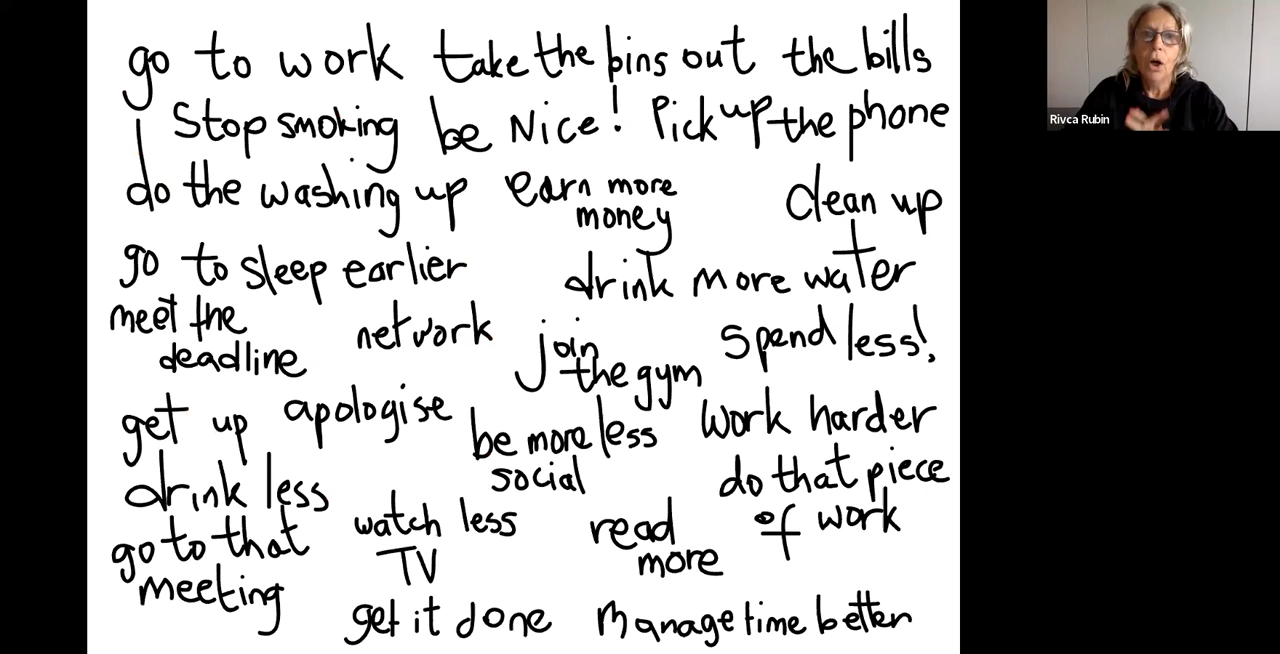 go to work take the bins out the bills
Stop smoking be Nice! Pick up the phone
Rivca Rubin
do the washing up earn more money clean up
go to sleep earlier drink more water
meet the deadline network join the gym spend less!
get up apologise be more less social work harder
drink less do that piece of work
go to that meeting watch less TV read more
get it done manage time better